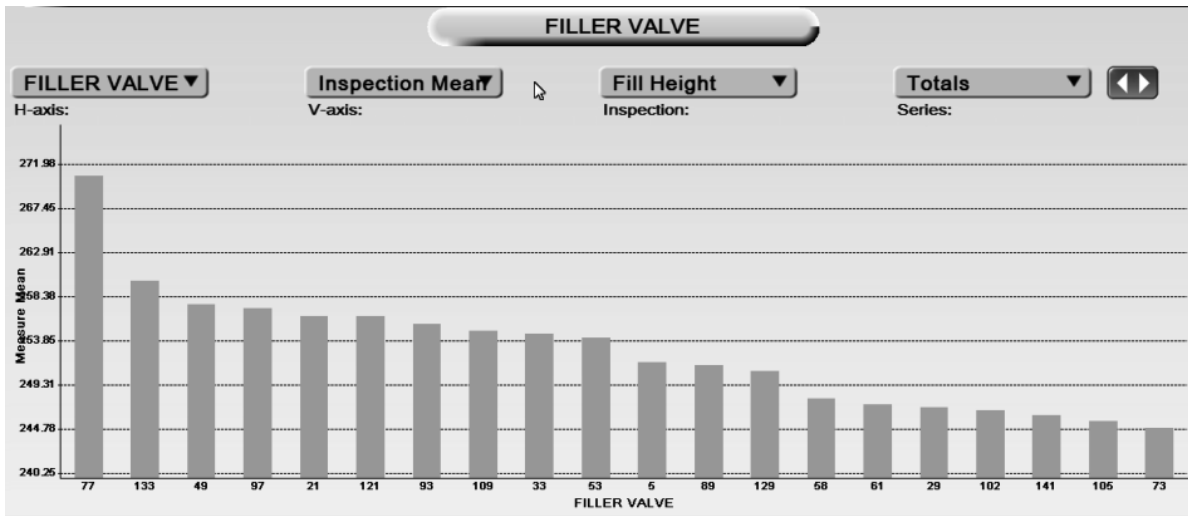 FILLER VALVE
FILLER VALVE Inspection Mean Fill Height Totals
H-axis: V-axis: Inspection: Series:
271.98
267.45
262.91
258.38
253.85
249.31
244.78
240.25
Measure Mean
77 133 49 97 21 121 93 109 33 53 5 89 129 58 61 29 102 141 105 73
FILLER VALVE